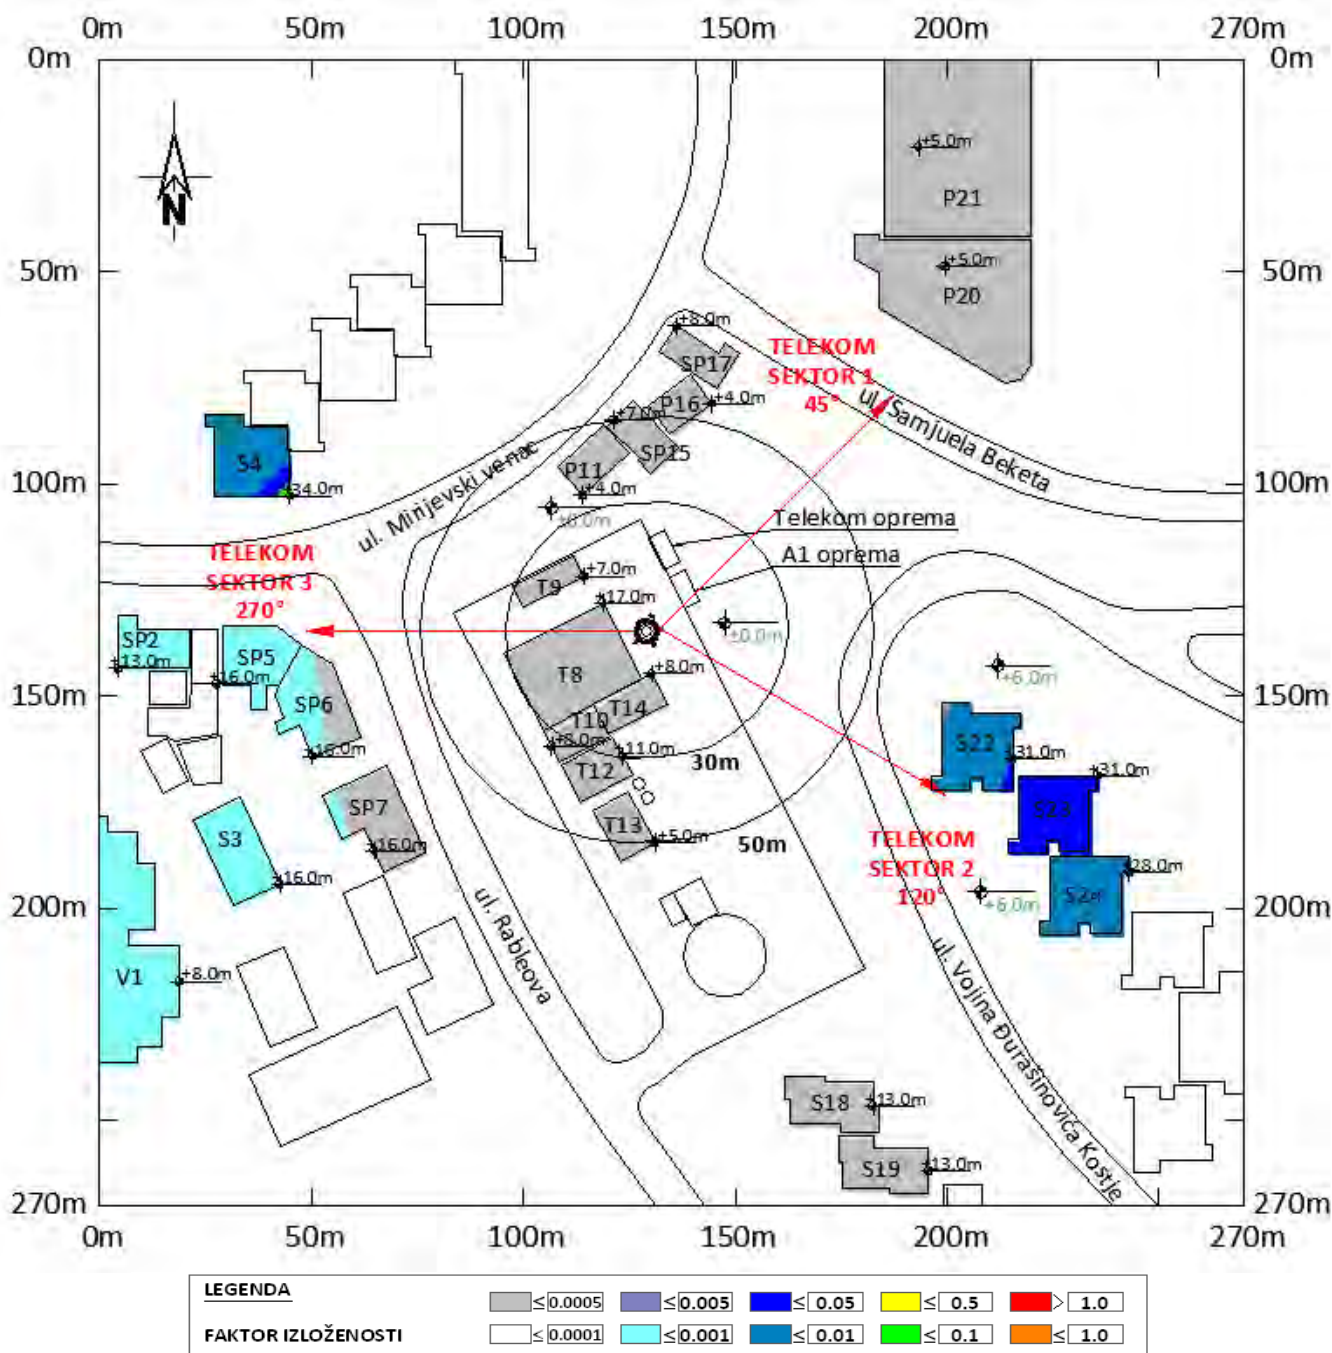 0m 50m 100m 150m 200m 270m
0m 0m
+5.0m
P21
N
50m +5.0m 50m
P20
+8.0m
TELEKOM
SP17
SEKTOR 1
P16 +4.0m 45°
+7.0m
ul. Samjuela Beketa
SP15
S4 P11
ul. Mirijevski venac
100m +34.0m +4.0m 100m
±0.0m
Telekom oprema
TELEKOM
A1 oprema
SEKTOR 3 +7.0m
T9
270° +17.0m
±0.0m
SP2
SP5
+13.0m +8.0m +6.0m
+16.0m T8
150m 150m
SP6 T14
T10 S22
+16.0m +8.0m +11.0m +31.0m
30m +31.0m
T12
SP7 S23
T13
S3 +5.0m
+16.0m 50m TELEKOM
+28.0m
+16.0m SEKTOR 2
120° S24
+6.0m
200m 200m
ul. Rableova
ul. Vojina Đurašinovića Kostje
V1 +8.0m
S18 +13.0m
S19 +13.0m
270m 270m
0m 50m 100m 150m 200m 270m
LEGENDA
≤ 0.0005 ≤ 0.005 ≤ 0.05 ≤ 0.5 > 1.0
FAKTOR IZLOŽENOSTI ≤ 0.0001 ≤ 0.001 ≤ 0.01 ≤ 0.1 ≤ 1.0